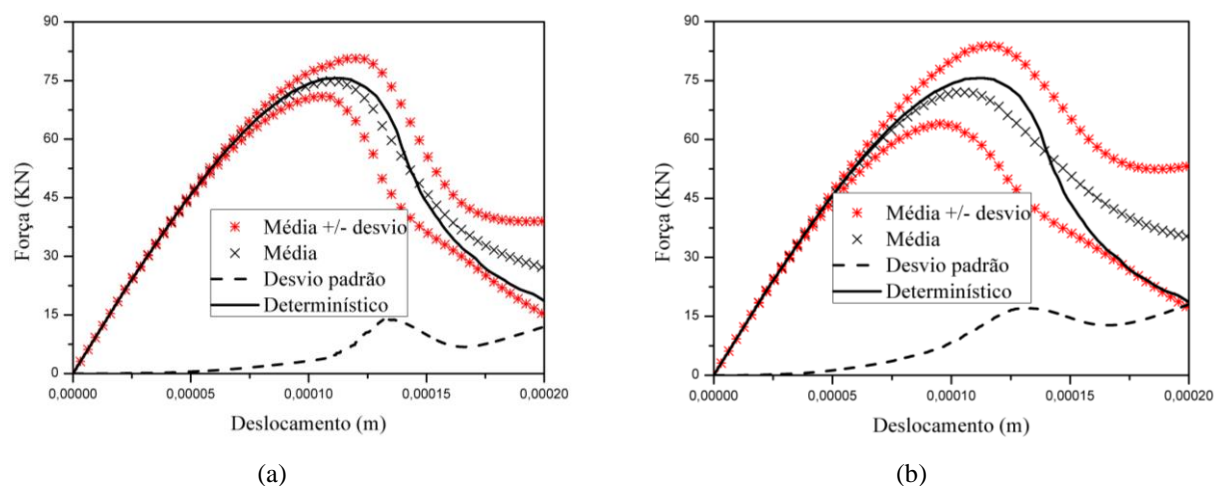 90
75
60
45
30
15
0
Força (KN)
Média +/- desvio
Média
Desvio padrão
Determinístico
0,00000
0,00005
0,00010
0,00015
0,00020
Deslocamento (m)
(a)
90
75
60
45
30
15
0
Força (KN)
Média +/- desvio
Média
Desvio padrão
Determinístico
0,00000
0,00005
0,00010
0,00015
0,00020
Deslocamento (m)
(b)